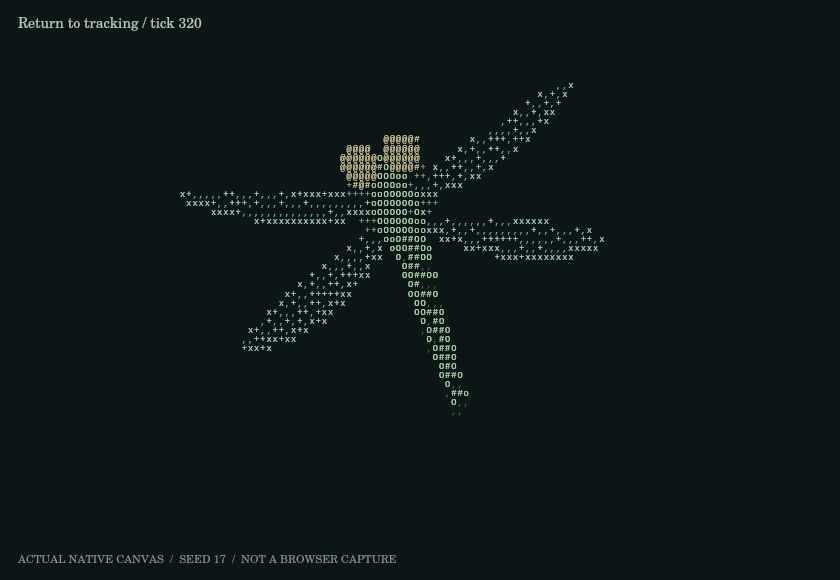 Return to tracking / tick 320
ACTUAL NATIVE CANVAS / SEED 17 / NOT A BROWSER CAPTURE